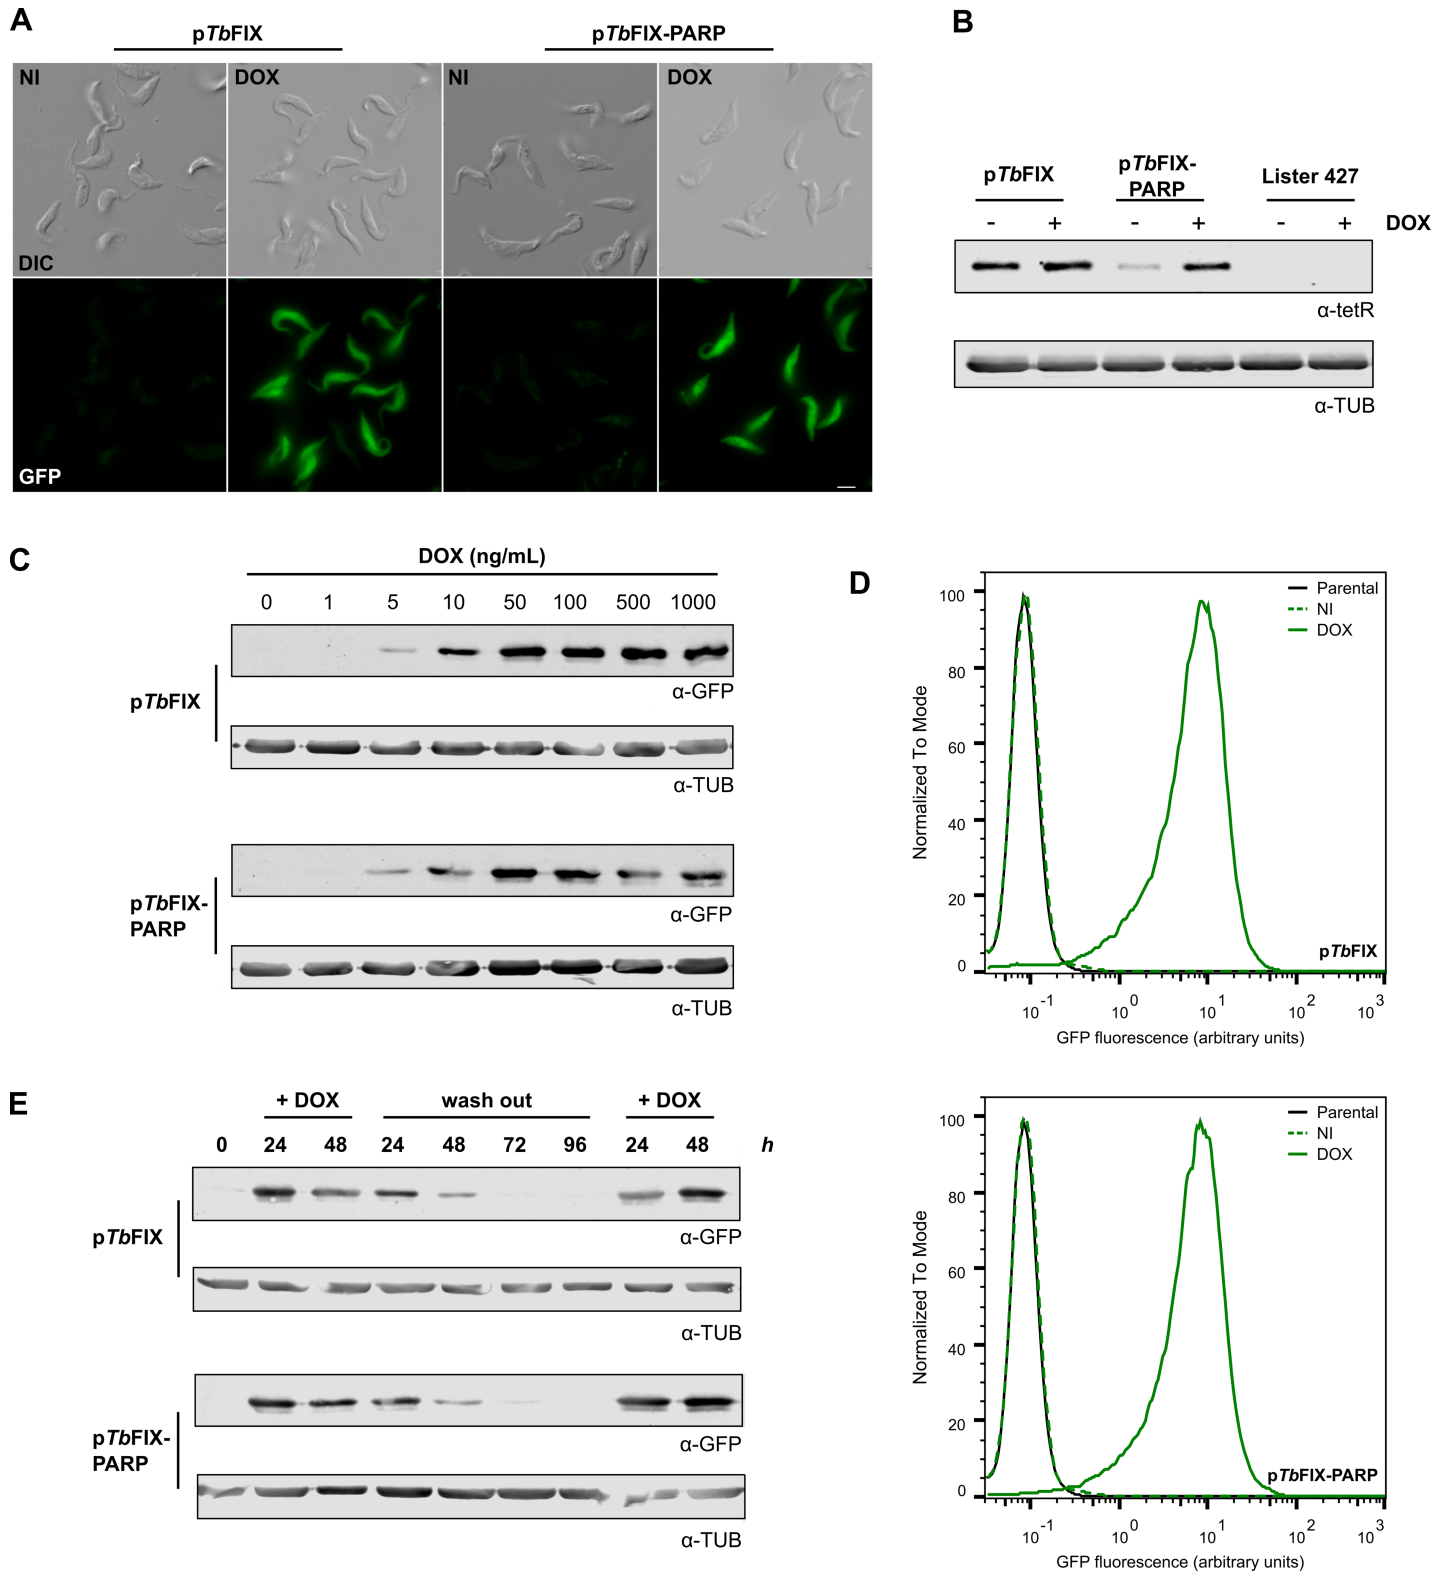 A
pTbFIX
pTbFIX-PARP
NI
DOX
NI
DOX
DIC
GFP
B
pTbFIX
pTbFIX-
PARP
Lister 427
- + - + - + DOX
α-tetR
α-TUB
C
DOX (ng/mL)
0 1 5 10 50 100 500 1000
pTbFIX
α-GFP
α-TUB
pTbFIX-
PARP
α-GFP
α-TUB
D
Parental
NI
DOX
Normalized To Mode
100
80
60
40
20
0
pTbFIX
10⁻¹ 10⁰ 10¹ 10² 10³
GFP fluorescence (arbitrary units)
Parental
NI
DOX
Normalized To Mode
100
80
60
40
20
0
pTbFIX-PARP
10⁻¹ 10⁰ 10¹ 10² 10³
GFP fluorescence (arbitrary units)
E
+ DOX
wash out
+ DOX
0 24 48 24 48 72 96 24 48 h
pTbFIX
α-GFP
α-TUB
pTbFIX-
PARP
α-GFP
α-TUB